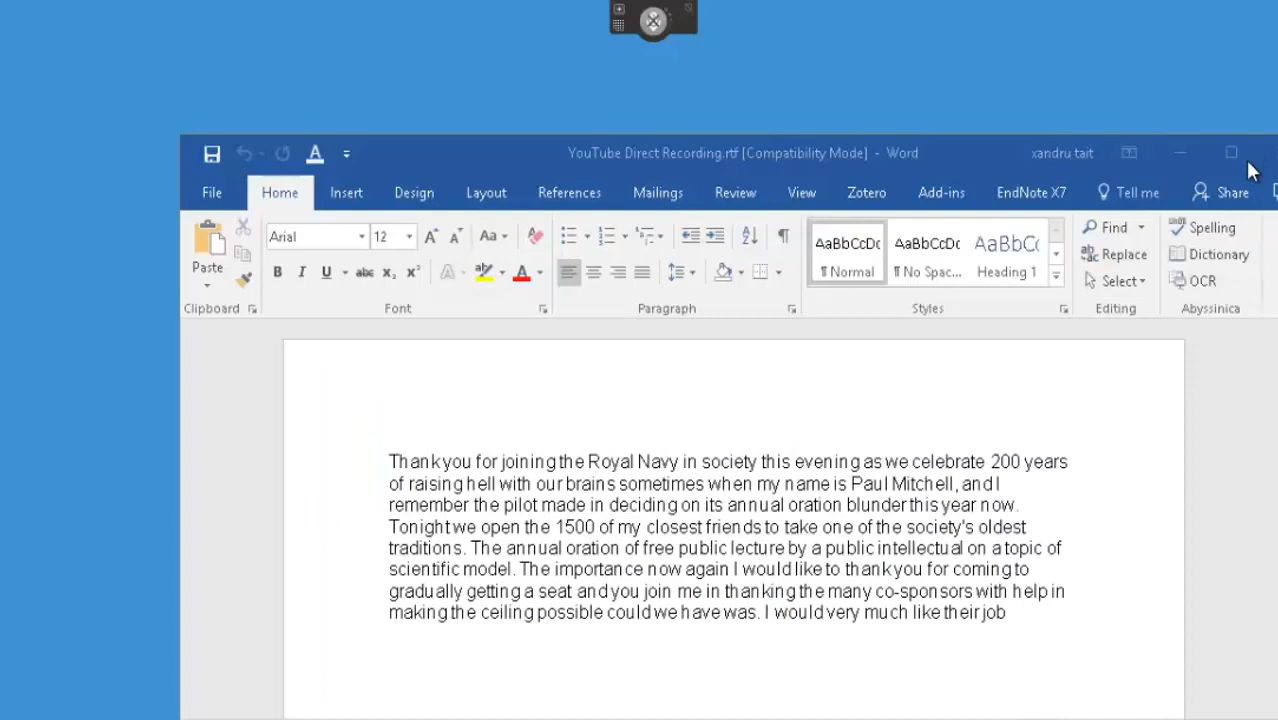 YouTube Direct Recording.rtf [Compatibility Mode] - Word xandru tait
File Home Insert Design Layout References Mailings Review View Zotero Add-ins EndNote X7 Tell me Share
Paste Arial 12 Aa AaBbCcDc AaBbCcDc AaBbC Find Spelling
B I U abc x₂ x² A A ¶ Normal ¶ No Spac... Heading 1 Replace Dictionary
Select OCR
Clipboard Font Paragraph Styles Editing Abyssinica
Thank you for joining the Royal Navy in society this evening as we celebrate 200 years
of raising hell with our brains sometimes when my name is Paul Mitchell, and I
remember the pilot made in deciding on its annual oration blunder this year now.
Tonight we open the 1500 of my closest friends to take one of the society's oldest
traditions. The annual oration of free public lecture by a public intellectual on a topic of
scientific model. The importance now again I would like to thank you for coming to
gradually getting a seat and you join me in thanking the many co-sponsors with help in
making the ceiling possible could we have was. I would very much like their job